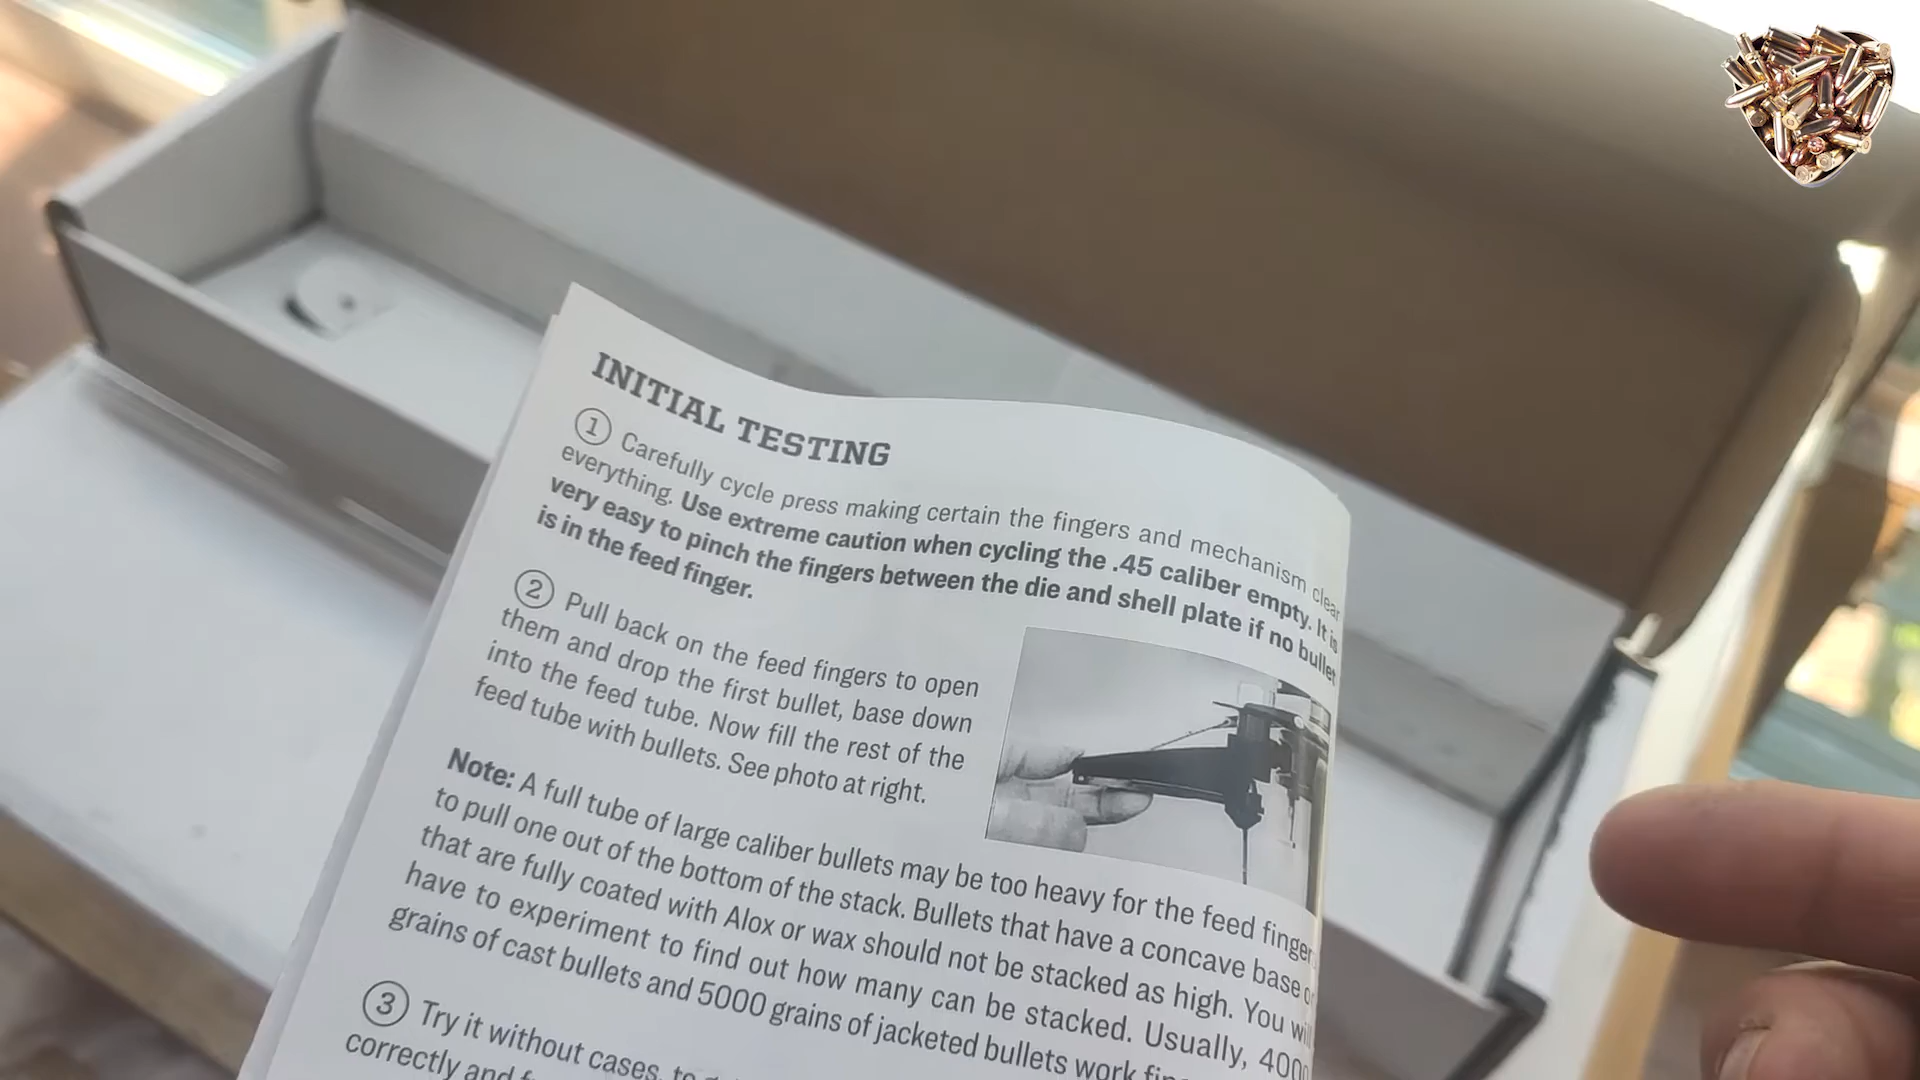 INITIAL TESTING
① Carefully cycle press making certain the fingers and mechanism clear
everything. Use extreme caution when cycling the .45 caliber empty. It is
very easy to pinch the fingers between the die and shell plate if no bullet
is in the feed finger.
② Pull back on the feed fingers to open
them and drop the first bullet, base down
into the feed tube. Now fill the rest of the
feed tube with bullets. See photo at right.
Note: A full tube of large caliber bullets may be too heavy for the feed finger
to pull one out of the bottom of the stack. Bullets that have a concave base or
that are fully coated with Alox or wax should not be stacked as high. You will
have to experiment to find out how many can be stacked. Usually, 4000
grains of cast bullets and 5000 grains of jacketed bullets work
③ Try it without cases, to
correctly and